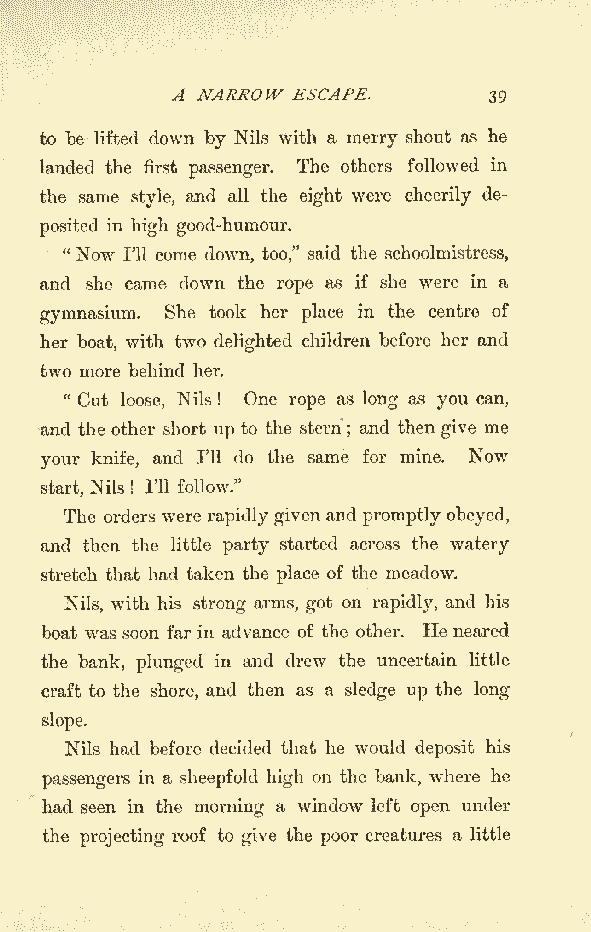 A NARROW ESCAPE. 39
to be lifted down by Nils with a merry shout as he
landed the first passenger. The others followed in
the same style, and all the eight were cheerily de-
posited in high good-humour.
"Now I'll come down, too," said the schoolmistress,
and she came down the rope as if she were in a
gymnasium. She took her place in the centre of
her boat, with two delighted children before her and
two more behind her.
"Cut loose, Nils! One rope as long as you can,
and the other short up to the stern; and then give me
your knife, and I'll do the same for mine. Now
start, Nils! I'll follow."
The orders were rapidly given and promptly obeyed,
and then the little party started across the watery
stretch that had taken the place of the meadow.
Nils, with his strong arms, got on rapidly, and his
boat was soon far in advance of the other. He neared
the bank, plunged in and drew the uncertain little
craft to the shore, and then as a sledge up the long
slope.
Nils had before decided that he would deposit his
passengers in a sheepfold high on the bank, where he
had seen in the morning a window left open under
the projecting roof to give the poor creatures a little